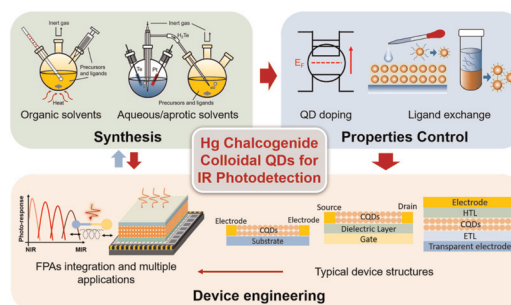 Inert gas
Precursors
and ligands
Heat
Organic solvents
Inert gas
H₂Te
Te
Pt
Precursors and ligands
Aqueous/aprotic solvents
Synthesis
E_F
QD doping
Ligand exchange
Properties Control
Hg Chalcogenide
Colloidal QDs for
IR Photodetection
Photo-response
NIR
MIR
FPAs integration and multiple
applications
Electrode
Electrode
CQDs
Substrate
Source
Drain
CQDs
Dielectric Layer
Gate
Electrode
HTL
CQDs
ETL
Transparent electrode
Typical device structures
Device engineering